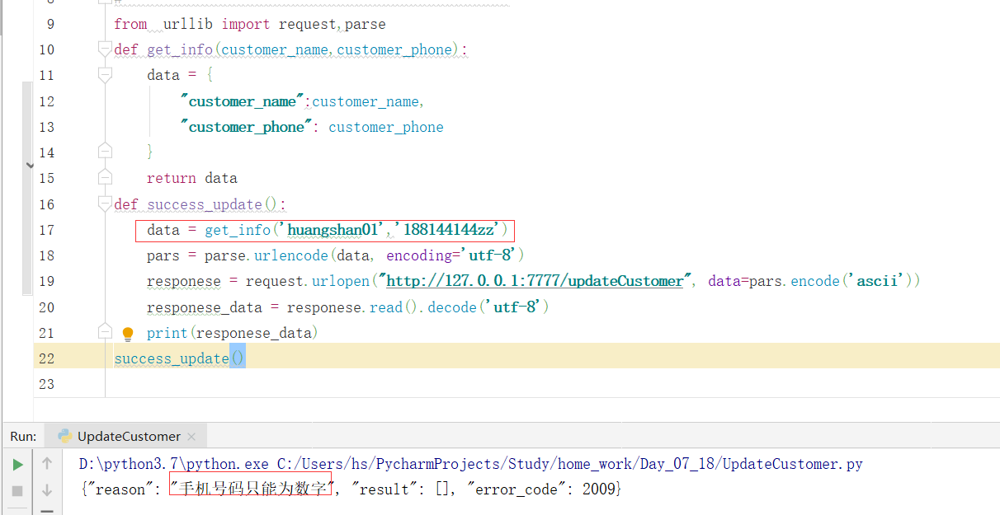 9 from urllib import request,parse
10 def get_info(customer_name,customer_phone):
11 data = {
12 "customer_name":customer_name,
13 "customer_phone": customer_phone
14 }
15 return data
16 def success_update():
17 data = get_info('huangshan01','188144144zz')
18 pars = parse.urlencode(data, encoding='utf-8')
19 responese = request.urlopen("http://127.0.0.1:7777/updateCustomer", data=pars.encode('ascii'))
20 responese_data = responese.read().decode('utf-8')
21 print(responese_data)
22 success_update()
23
Run: UpdateCustomer ×
D:\python3.7\python.exe C:/Users/hs/PycharmProjects/Study/home_work/Day_07_18/UpdateCustomer.py
{"reason": "手机号码只能为数字", "result": [], "error_code": 2009}